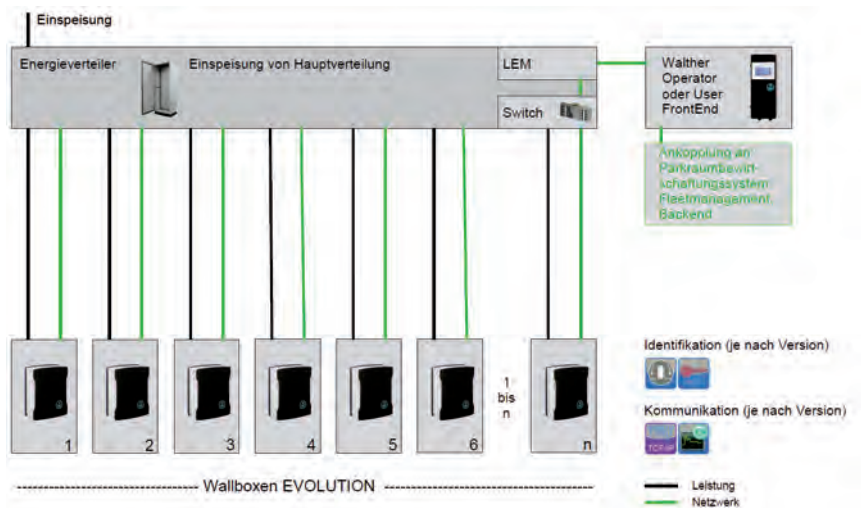 Einspeisung
Energieverteiler
Einspeisung von Hauptverteilung
LEM
Switch
Walther
Operator
oder User
FrontEnd
Ankopolung an
Parkraumbewirt-
schaftungssystem
Fleetmanagement
Backend
1
2
3
4
5
6
1
bis
n
n
Wallboxen EVOLUTION
Identifikation (je nach Version)
Kommunikation (je nach Version)
TCP/IP
Leistung
Netzwerk